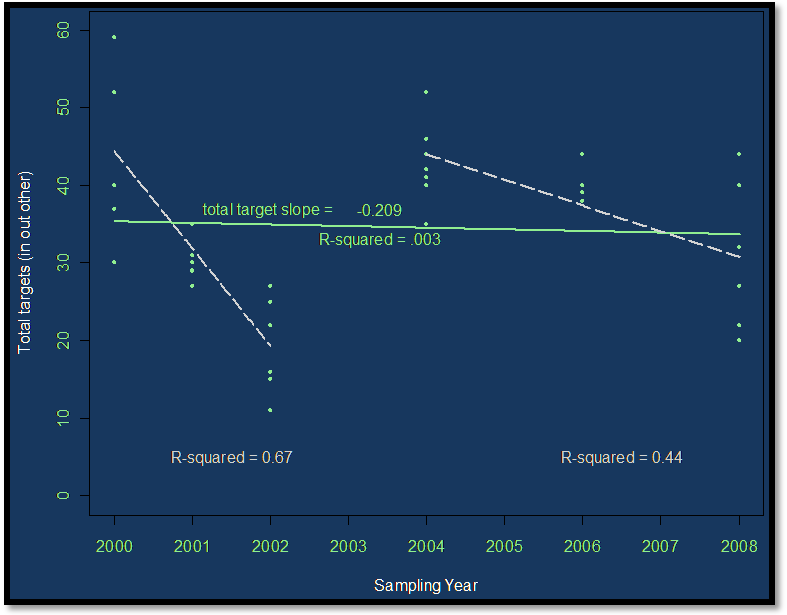 60
50
40
30
20
10
0
Total targets (in out other)
total target slope = -0.209
R-squared = .003
R-squared = 0.67
R-squared = 0.44
2000 2001 2002 2003 2004 2005 2006 2007 2008
Sampling Year